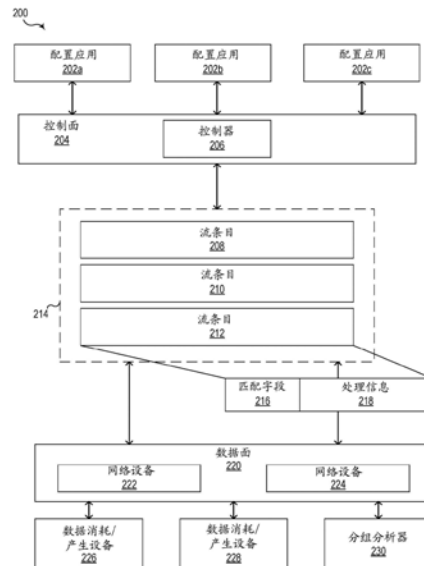 200
配置应用 配置应用 配置应用
202a 202b 202c
控制面 控制器
204 206
流条目
208
流条目
210
214
流条目
212
匹配字段 处理信息
216 218
数据面
220
网络设备 网络设备
222 224
数据消耗/ 数据消耗/ 分组分析器
产生设备 产生设备 230
226 228